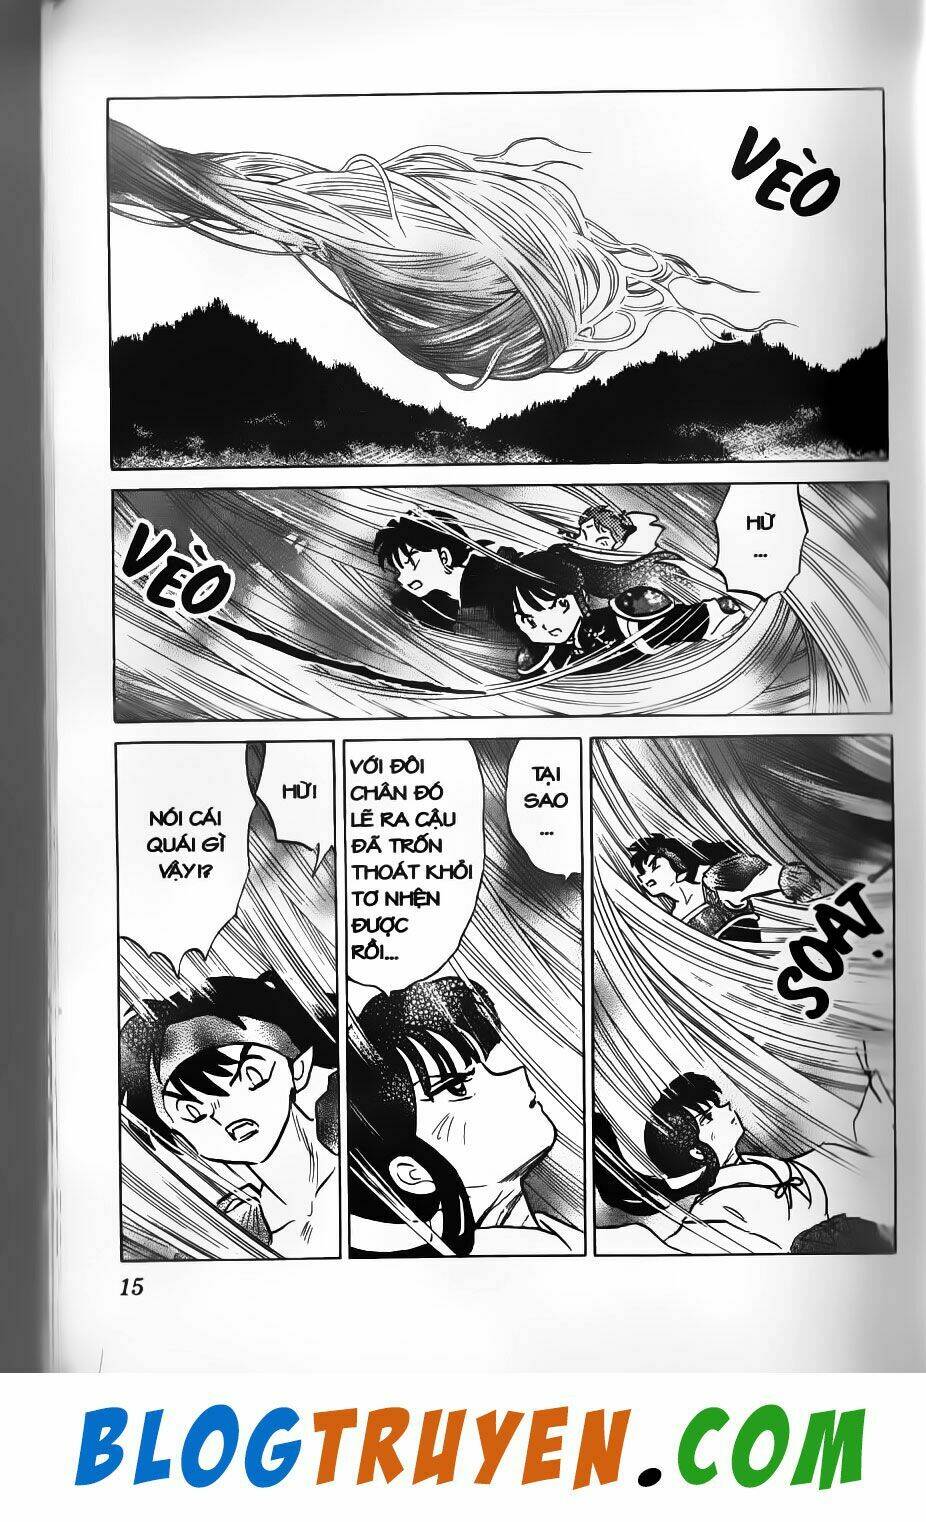 VÈO
HỪ
...
VÈO
TẠI
SAO
...
SOẠT
VỚI ĐÔI
CHÂN ĐÓ
LẼ RA CẬU
ĐÃ TRỐN
THOÁT KHỎI
TƠ NHỆN
ĐƯỢC
RỒI...
HỪ!
NÓI CÁI
QUÁI GÌ
VẬY!?
15
BLOGTRUYEN.COM